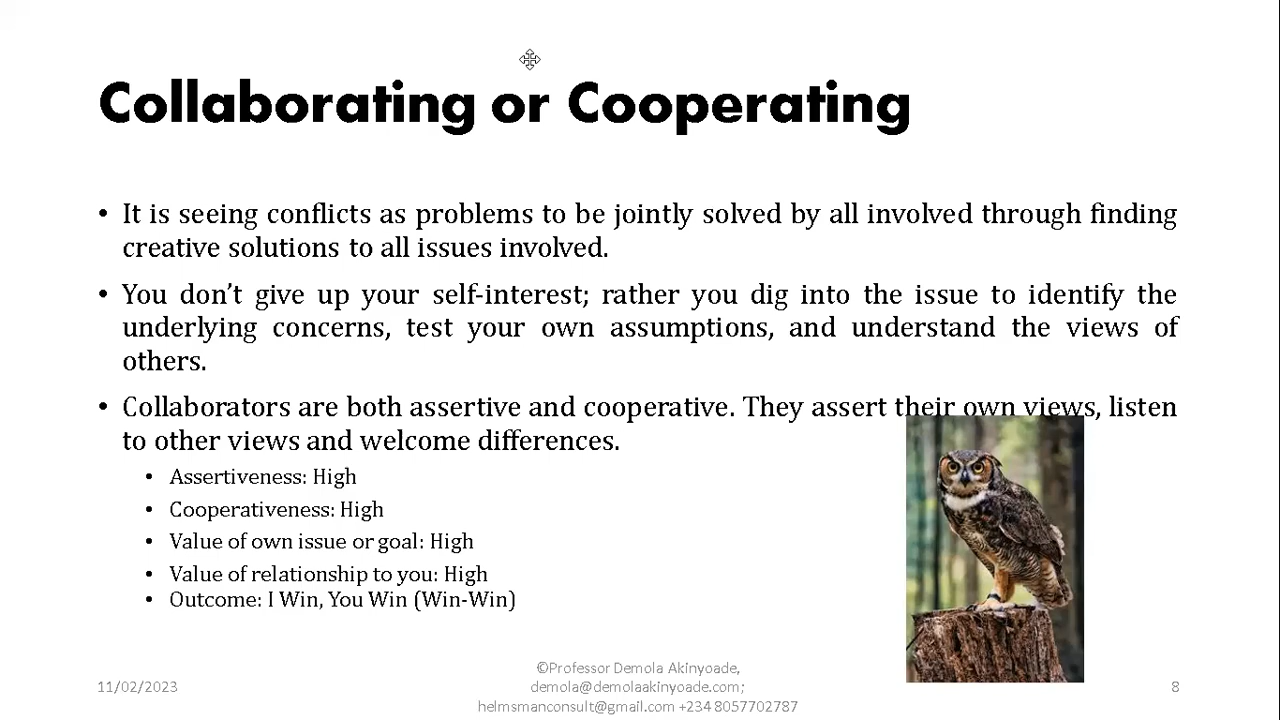 Collaborating or Cooperating
• It is seeing conflicts as problems to be jointly solved by all involved through finding
creative solutions to all issues involved.
• You don’t give up your self-interest; rather you dig into the issue to identify the
underlying concerns, test your own assumptions, and understand the views of
others.
• Collaborators are both assertive and cooperative. They assert their own views, listen
to other views and welcome differences.
• Assertiveness: High
• Cooperativeness: High
• Value of own issue or goal: High
• Value of relationship to you: High
• Outcome: I Win, You Win (Win-Win)
11/02/2023
©Professor Demola Akinyoade,
demola@demolaakinyoade.com;
helmsmanconsult@gmail.com +234 8057702787
8